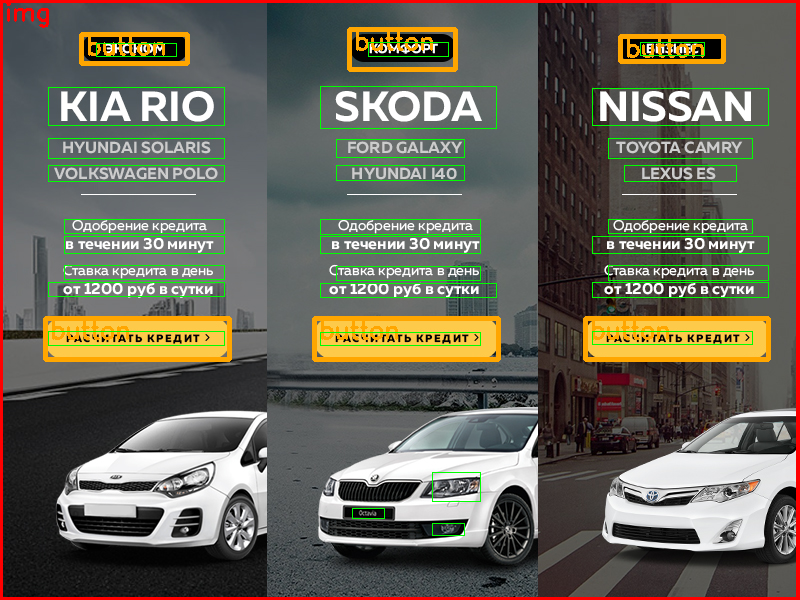 img
button
ЭКОНОМ
KIA RIO
HYUNDAI SOLARIS
VOLKSWAGEN POLO
Одобрение кредита
в течении 30 минут
Ставка кредита в день
от 1200 руб в сутки
button
РАСЧИТАТЬ КРЕДИТ >
button
КОМФОРТ
SKODA
FORD GALAXY
HYUNDAI I40
Одобрение кредита
в течении 30 минут
Ставка кредита в день
от 1200 руб в сутки
button
РАСЧИТАТЬ КРЕДИТ >
Octavia
button
БИЗНЕС
NISSAN
TOYOTA CAMRY
LEXUS ES
Одобрение кредита
в течении 30 минут
Ставка кредита в день
от 1200 руб в сутки
button
РАСЧИТАТЬ КРЕДИТ >